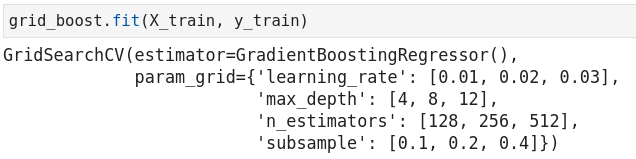 grid_boost.fit(X_train, y_train)
GridSearchCV(estimator=GradientBoostingRegressor(),
             param_grid={'learning_rate': [0.01, 0.02, 0.03],
                         'max_depth': [4, 8, 12],
                         'n_estimators': [128, 256, 512],
                         'subsample': [0.1, 0.2, 0.4]})